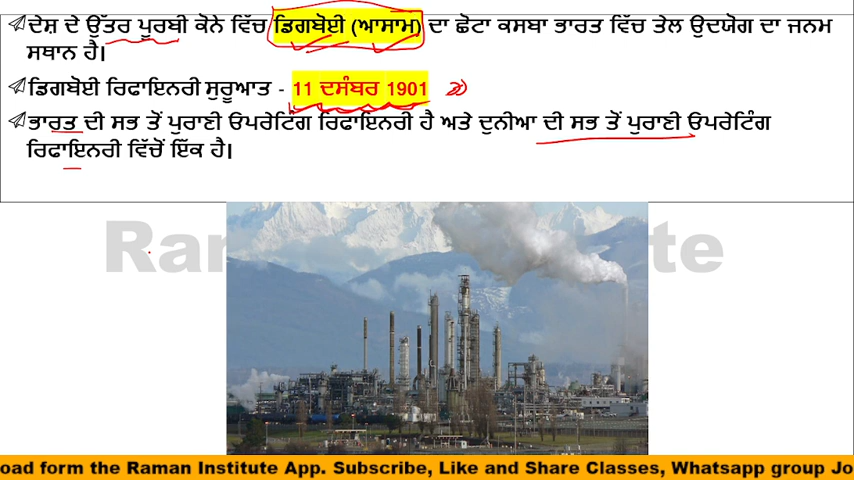 ਦੇਸ਼ ਦੇ ਉੱਤਰ ਪੂਰਬੀ ਕੋਨੇ ਵਿੱਚ ਡਿਗਬੋਈ (ਆਸਾਮ) ਦਾ ਛੋਟਾ ਕਸਬਾ ਭਾਰਤ ਵਿੱਚ ਤੇਲ ਉਦਯੋਗ ਦਾ ਜਨਮ
ਸਥਾਨ ਹੈ।
ਡਿਗਬੋਈ ਰਿਫਾਇਨਰੀ ਸੁਰੂਆਤ - 11 ਦਸੰਬਰ 1901
ਭਾਰਤ ਦੀ ਸਭ ਤੋਂ ਪੁਰਾਣੀ ਓਪਰੇਟਿੰਗ ਰਿਫਾਇਨਰੀ ਹੈ ਅਤੇ ਦੁਨੀਆ ਦੀ ਸਭ ਤੋਂ ਪੁਰਾਣੀ ਓਪਰੇਟਿੰਗ
ਰਿਫਾਇਨਰੀ ਵਿੱਚੋਂ ਇੱਕ ਹੈ।
oad form the Raman Institute App. Subscribe, Like and Share Classes, Whatsapp group Jo